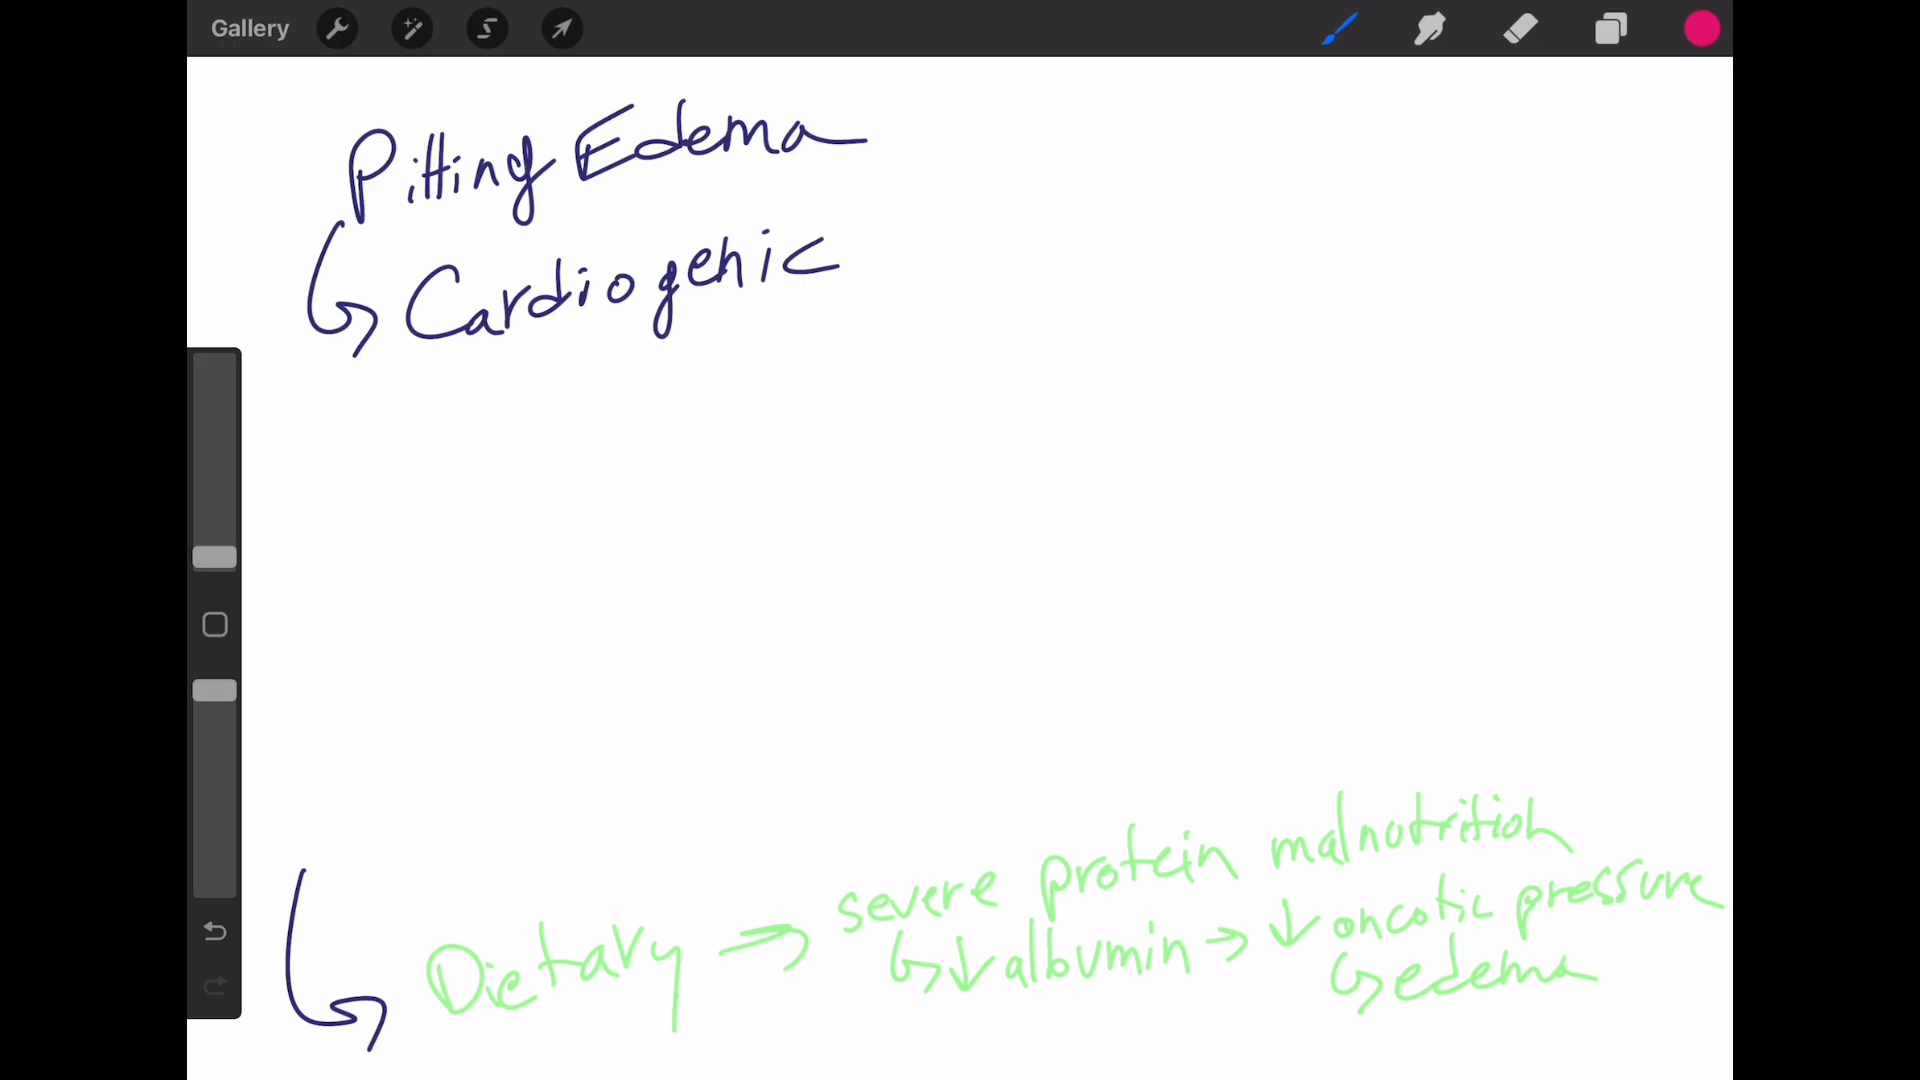 Gallery
Pitting Edema
↳ Cardiogenic
↳ Dietary → severe protein malnutrition
↳ ↓ albumin → ↓ oncotic pressure
↳ edema